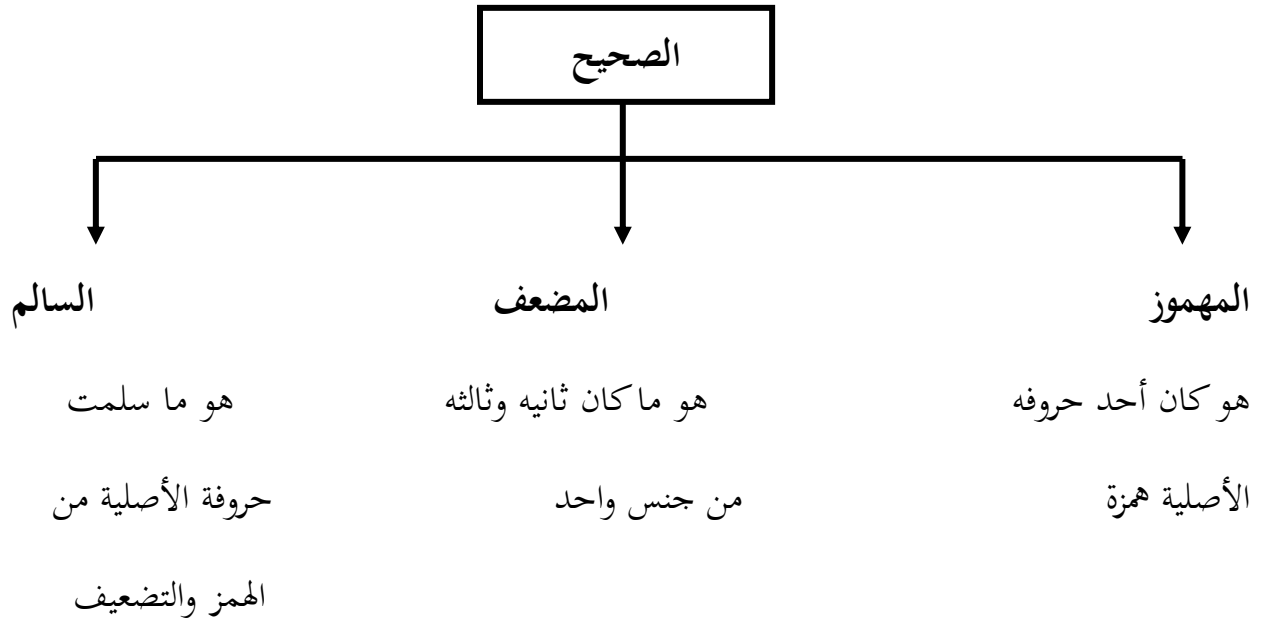 الصحيح
المهموز
هو كان أحد حروفه
الأصلية همزة
المضعف
هو ما كان ثانيه وثالثه
من جنس واحد
السالم
هو ما سلمت
حروفة الأصلية من
الهمز والتضعيف